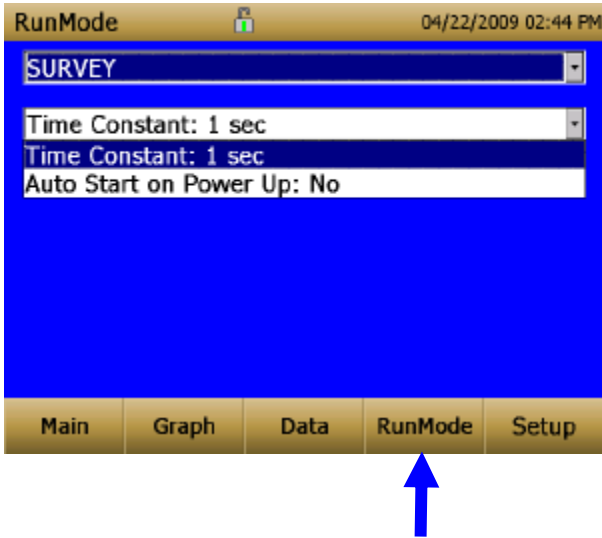 RunMode 04/22/2009 02:44 PM
SURVEY
Time Constant: 1 sec
Time Constant: 1 sec
Auto Start on Power Up: No
Main Graph Data RunMode Setup